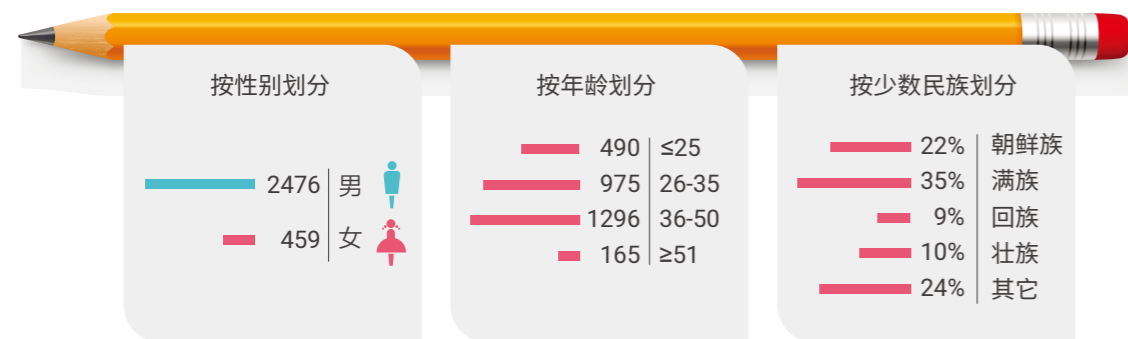 按性别划分
2476 男
459 女
按年龄划分
490 ≤25
975 26-35
1296 36-50
165 ≥51
按少数民族划分
22% 朝鲜族
35% 满族
9% 回族
10% 壮族
24% 其它